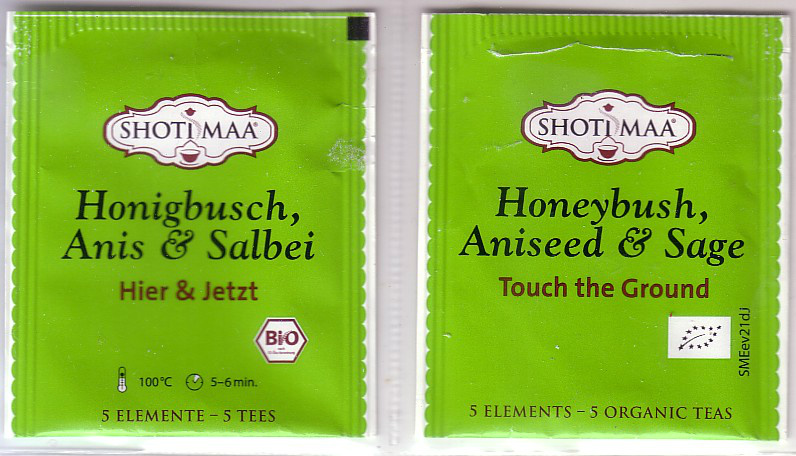 SHOTI MAA®
Honigbusch,
Anis & Salbei
Hier & Jetzt
BiO
100°C 5–6 min.
5 ELEMENTE – 5 TEES
SHOTI MAA®
Honeybush,
Aniseed & Sage
Touch the Ground
SMEev21dJ
5 ELEMENTS – 5 ORGANIC TEAS